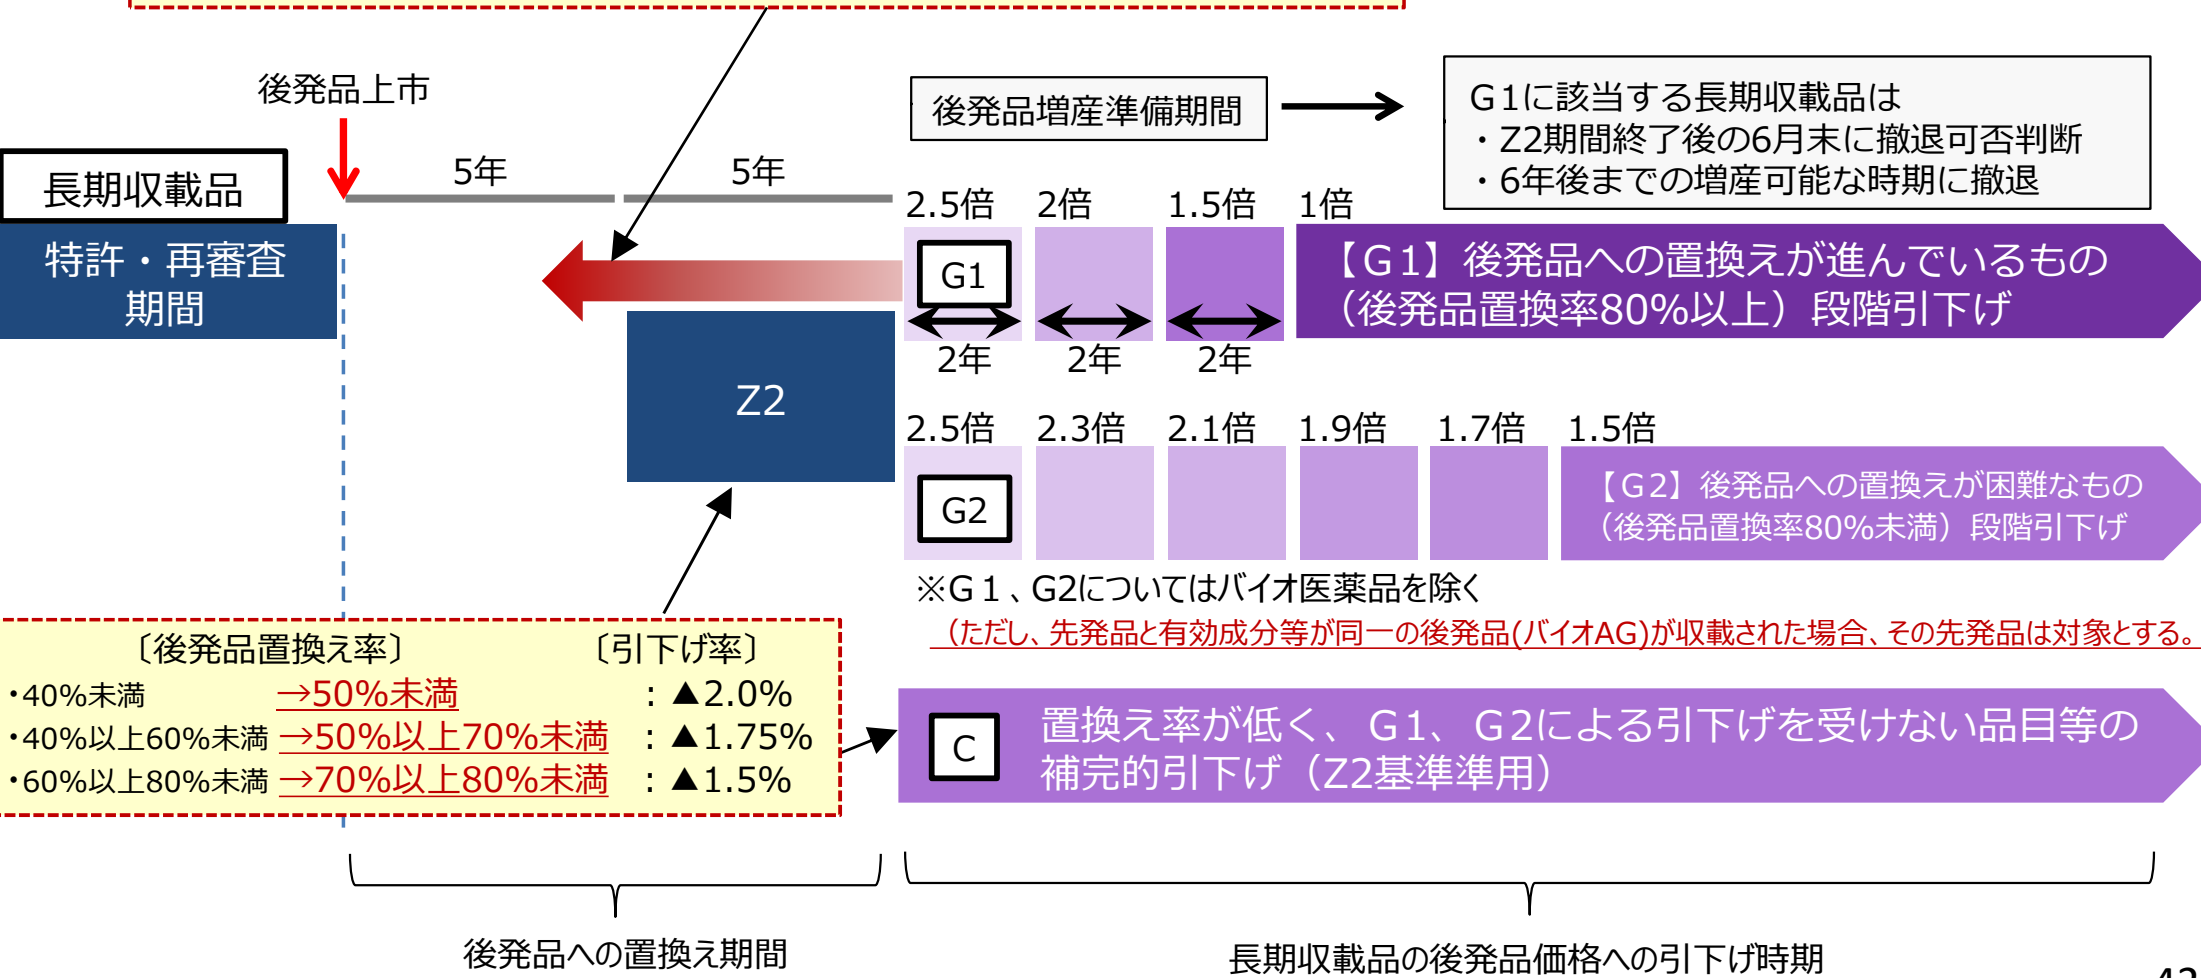 後発品上市
長期収載品
特許・再審査
期間
5年
5年
後発品増産準備期間
G1に該当する長期収載品は
・Z2期間終了後の6月末に撤退可否判断
・6年後までの増産可能な時期に撤退
2.5倍 2倍 1.5倍 1倍
G1
2年 2年 2年
【G1】後発品への置換えが進んでいるもの
（後発品置換率80%以上）段階引下げ
Z2
2.5倍 2.3倍 2.1倍 1.9倍 1.7倍 1.5倍
G2
【G2】後発品への置換えが困難なもの
（後発品置換率80%未満）段階引下げ
※G１、G2についてはバイオ医薬品を除く
（ただし、先発品と有効成分等が同一の後発品(バイオAG)が収載された場合、その先発品は対象とする。
〔後発品置換え率〕 〔引下げ率〕
・40%未満 →50%未満 ：▲2.0%
・40%以上60%未満 →50%以上70%未満 ：▲1.75%
・60%以上80%未満 →70%以上80%未満 ：▲1.5%
C
置換え率が低く、G1、G2による引下げを受けない品目等の
補完的引下げ（Z2基準準用）
後発品への置換え期間
長期収載品の後発品価格への引下げ時期